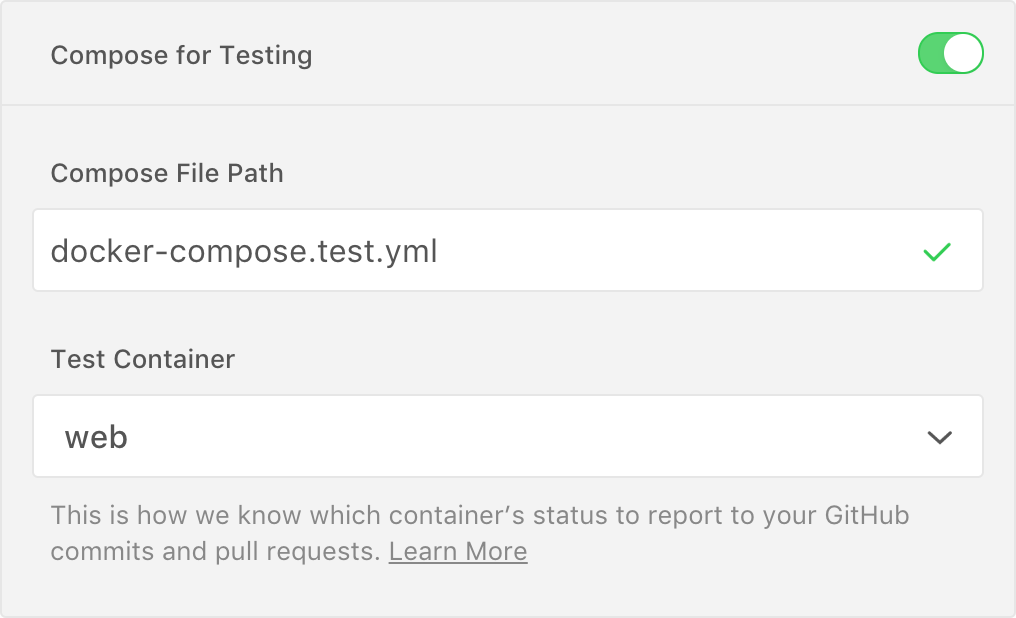 Compose for Testing
Compose File Path
docker-compose.test.yml
Test Container
web
This is how we know which container’s status to report to your GitHub
commits and pull requests. Learn More